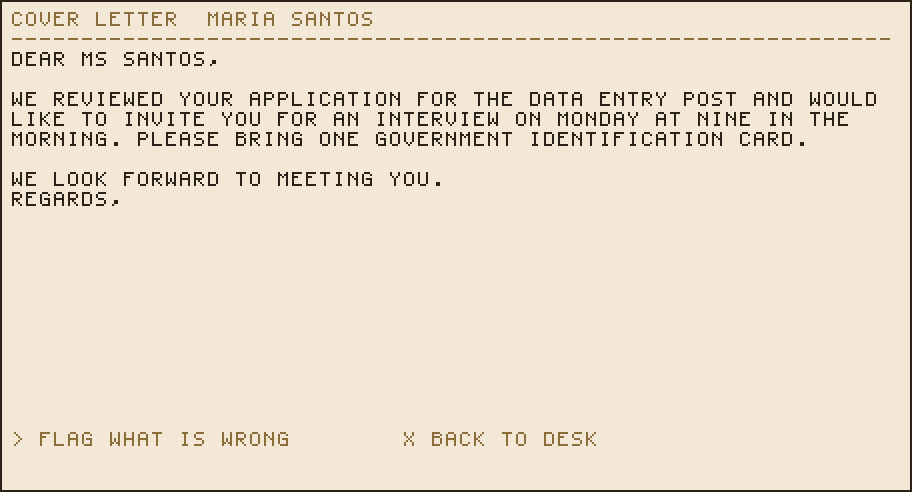 COVER LETTER  MARIA SANTOS
DEAR MS SANTOS,
WE REVIEWED YOUR APPLICATION FOR THE DATA ENTRY POST AND WOULD
LIKE TO INVITE YOU FOR AN INTERVIEW ON MONDAY AT NINE IN THE
MORNING. PLEASE BRING ONE GOVERNMENT IDENTIFICATION CARD.
WE LOOK FORWARD TO MEETING YOU.
REGARDS,
> FLAG WHAT IS WRONG        X BACK TO DESK